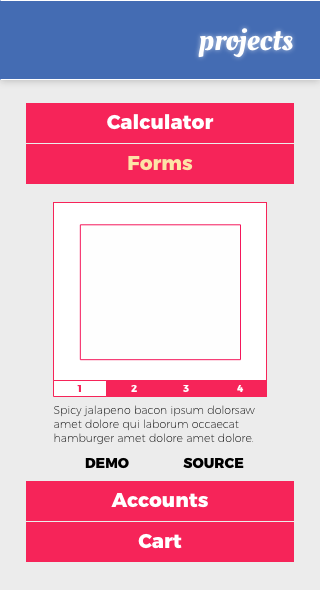 projects
Calculator
Forms
1 2 3 4
Spicy jalapeno bacon ipsum dolorsaw
amet dolore qui laborum occaecat
hamburger amet dolore amet dolore.
DEMO SOURCE
Accounts
Cart